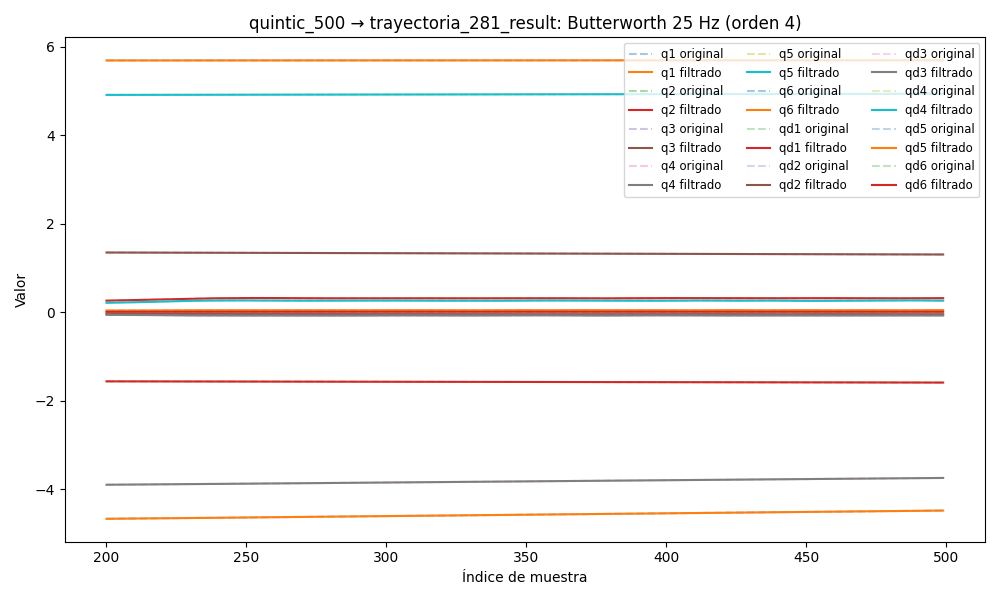 quintic_500 → trayectoria_281_result: Butterworth 25 Hz (orden 4)
q1 original
q1 filtrado
q2 original
q2 filtrado
q3 original
q3 filtrado
q4 original
q4 filtrado
q5 original
q5 filtrado
q6 original
q6 filtrado
qd1 original
qd1 filtrado
qd2 original
qd2 filtrado
qd3 original
qd3 filtrado
qd4 original
qd4 filtrado
qd5 original
qd5 filtrado
qd6 original
qd6 filtrado
Valor
6
4
2
0
−2
−4
200
250
300
350
400
450
500
Índice de muestra